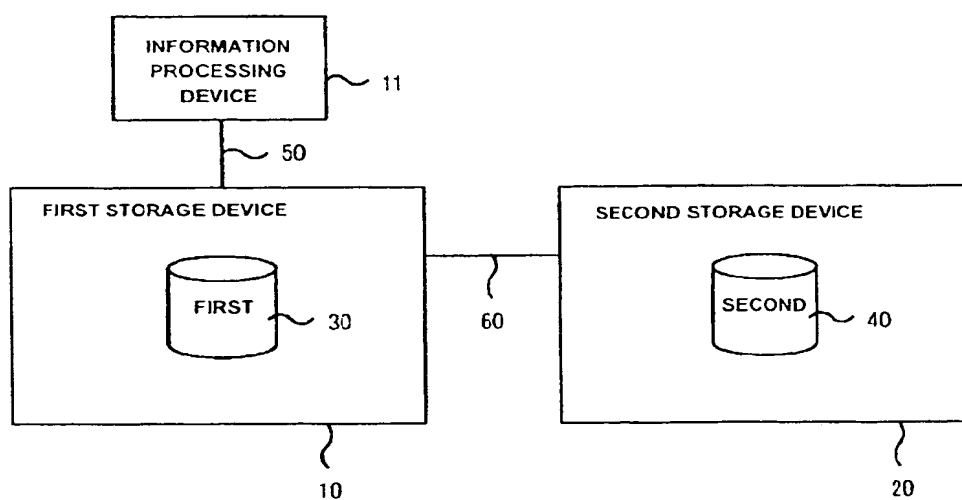 INFORMATION
PROCESSING
DEVICE
11
50
FIRST STORAGE DEVICE
SECOND STORAGE DEVICE
FIRST
30
60
SECOND
40
10
20